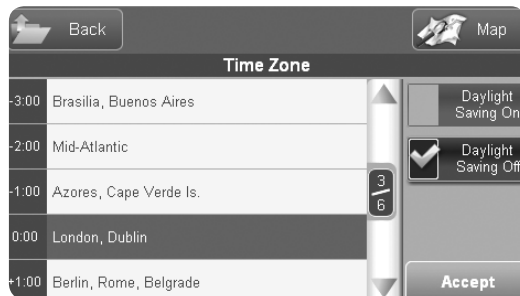 Back
Map
Time Zone
-3:00 Brasilia, Buenos Aires
-2:00 Mid-Atlantic
-1:00 Azores, Cape Verde Is.
0:00 London, Dublin
+1:00 Berlin, Rome, Belgrade
3/6
Daylight
Saving On
Daylight
Saving Off
Accept